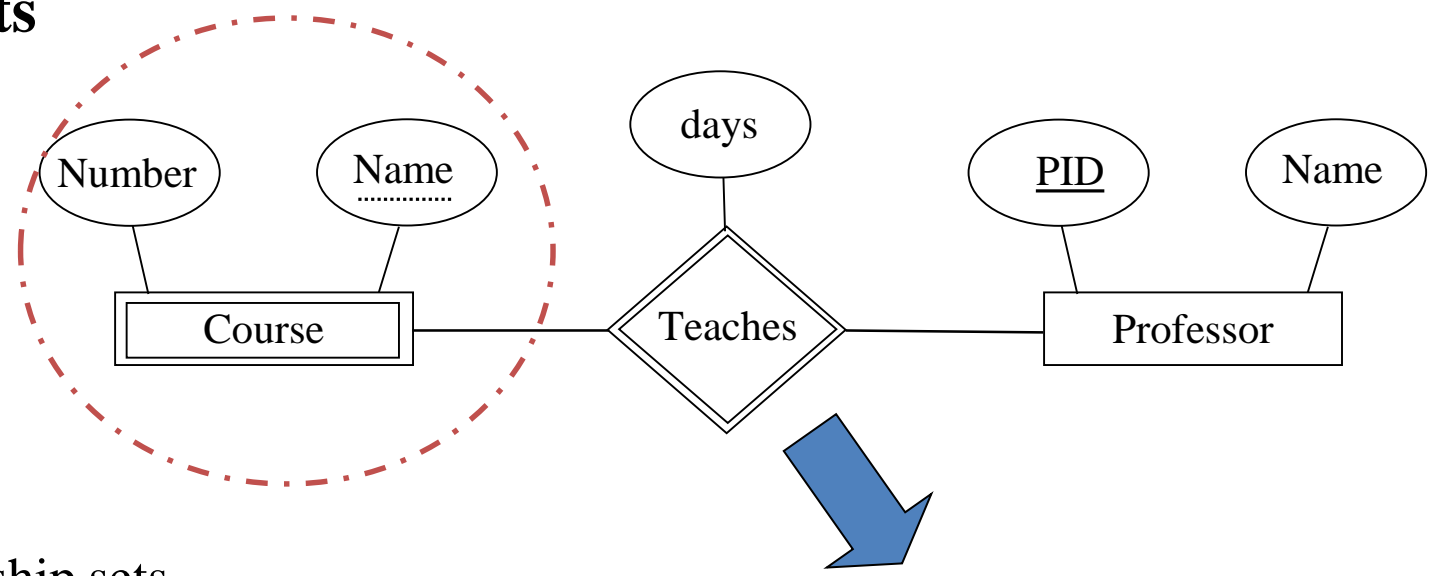 ts
days
Number
Name
PID
Name
Course
Teaches
Professor
ship sets